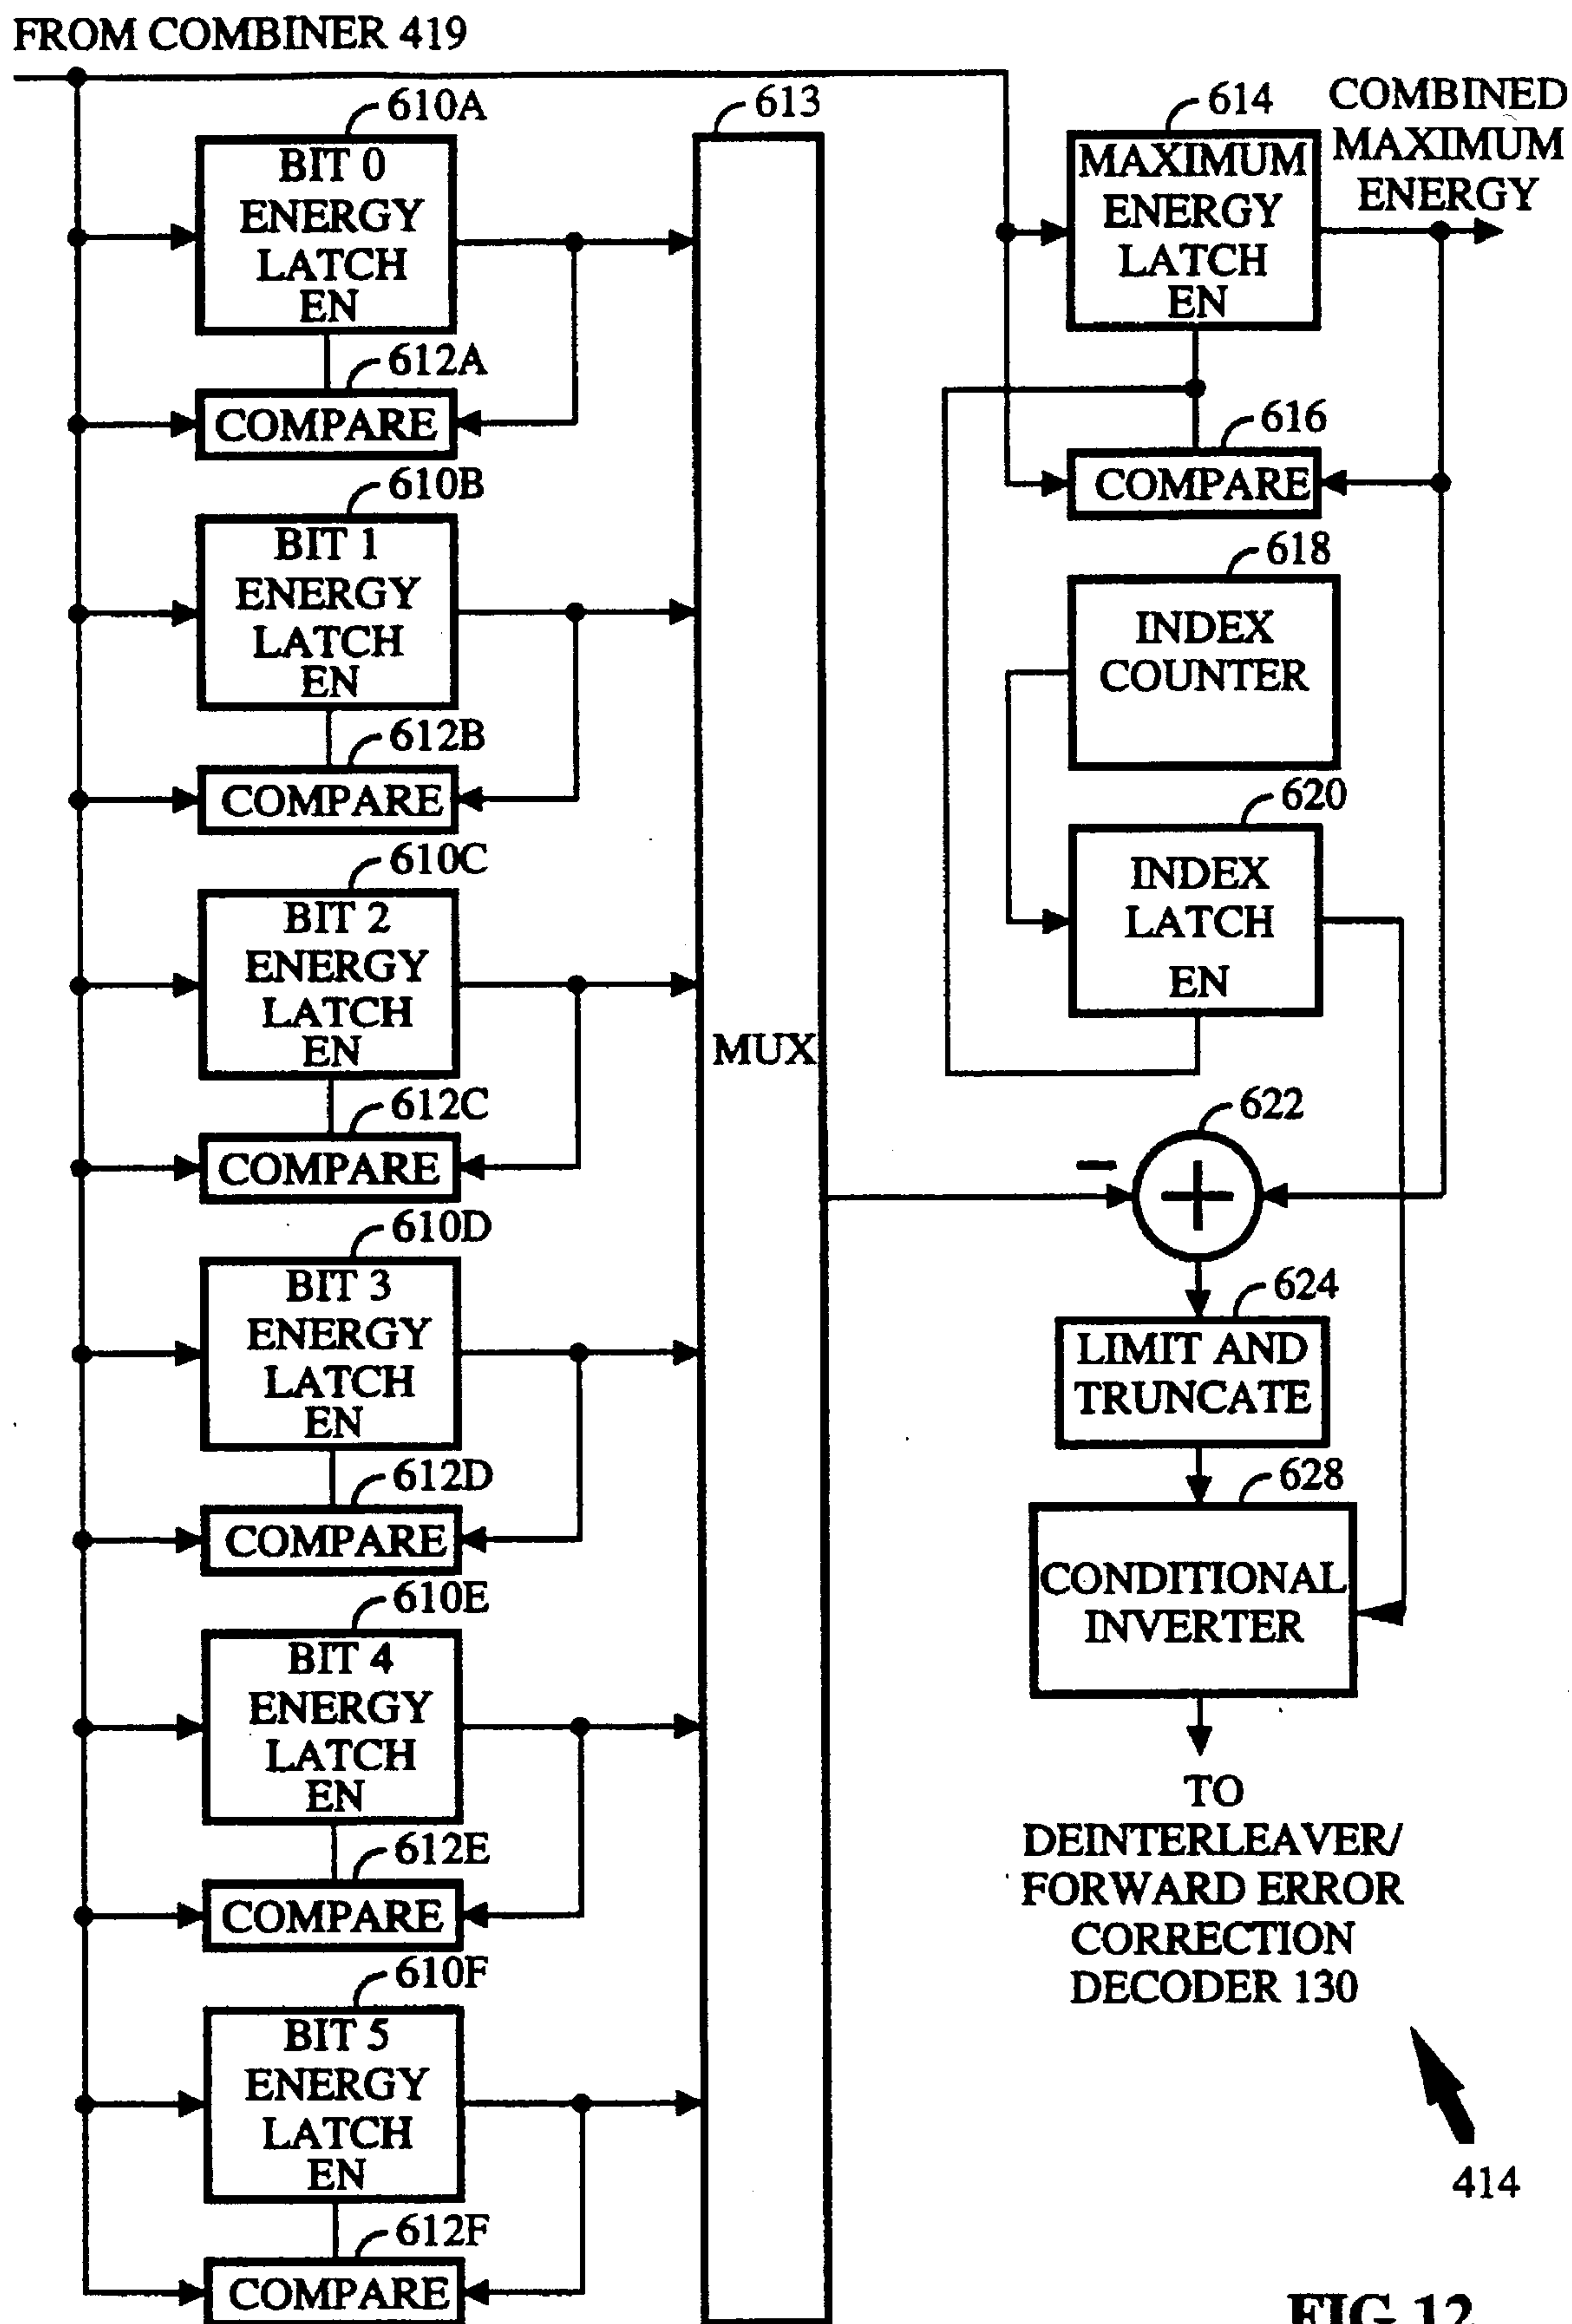 FROM COMBINER 419
610A
BIT 0
ENERGY
LATCH
EN
612A
COMPARE
610B
BIT 1
ENERGY
LATCH
EN
612B
COMPARE
610C
BIT 2
ENERGY
LATCH
EN
612C
COMPARE
610D
BIT 3
ENERGY
LATCH
EN
612D
COMPARE
610E
BIT 4
ENERGY
LATCH
EN
612E
COMPARE
610F
BIT 5
ENERGY
LATCH
EN
612F
COMPARE
613
MUX
614
MAXIMUM
ENERGY
LATCH
EN
COMBINED
MAXIMUM
ENERGY
616
COMPARE
618
INDEX
COUNTER
620
INDEX
LATCH
EN
622
−
+
624
LIMIT AND
TRUNCATE
628
CONDITIONAL
INVERTER
TO
DEINTERLEAVER/
FORWARD ERROR
CORRECTION
DECODER 130
414
FIG 12